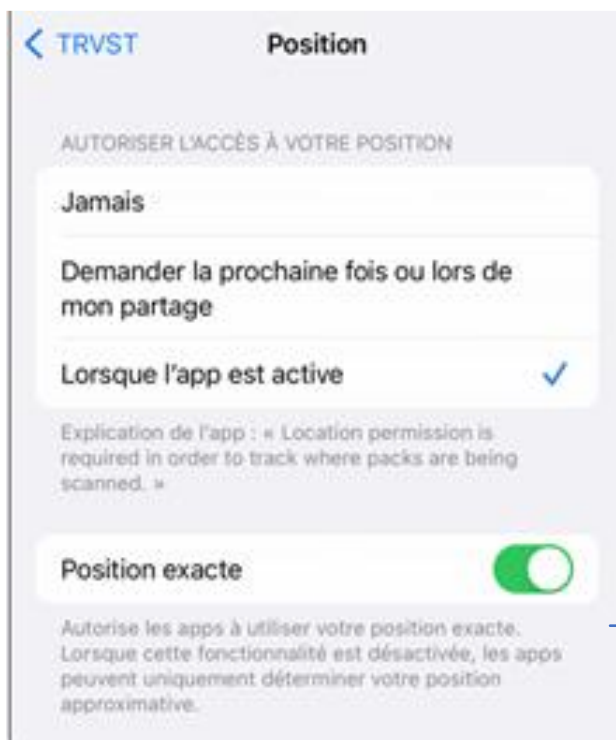 TRVST
Position
AUTORISER L'ACCÈS À VOTRE POSITION
Jamais
Demander la prochaine fois ou lors de
mon partage
Lorsque l'app est active
Explication de l'app : « Location permission is
required in order to track where packs are being
scanned. »
Position exacte
Autorise les apps à utiliser votre position exacte.
Lorsque cette fonctionnalité est désactivée, les apps
peuvent uniquement déterminer votre position
approximative.